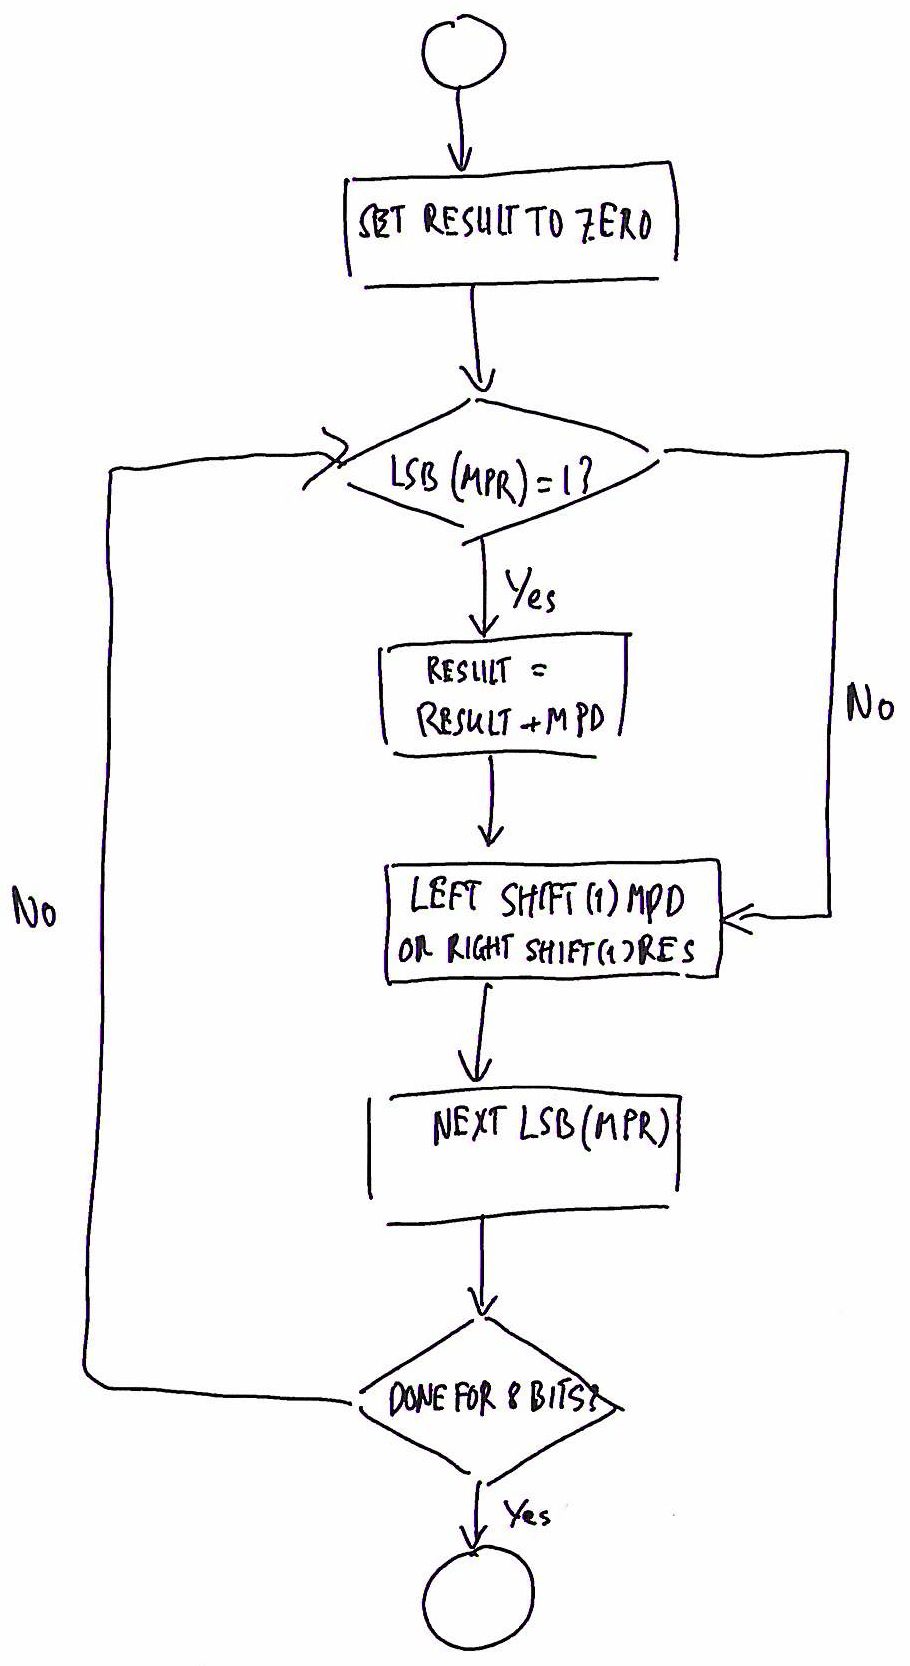 SET RESULT TO ZERO
LSB (MPR) = 1?
Yes
RESULT =
RESULT + MPD
No
LEFT SHIFT (1) MPD
OR RIGHT SHIFT (1) RES
No
NEXT LSB (MPR)
DONE FOR 8 BITS?
Yes